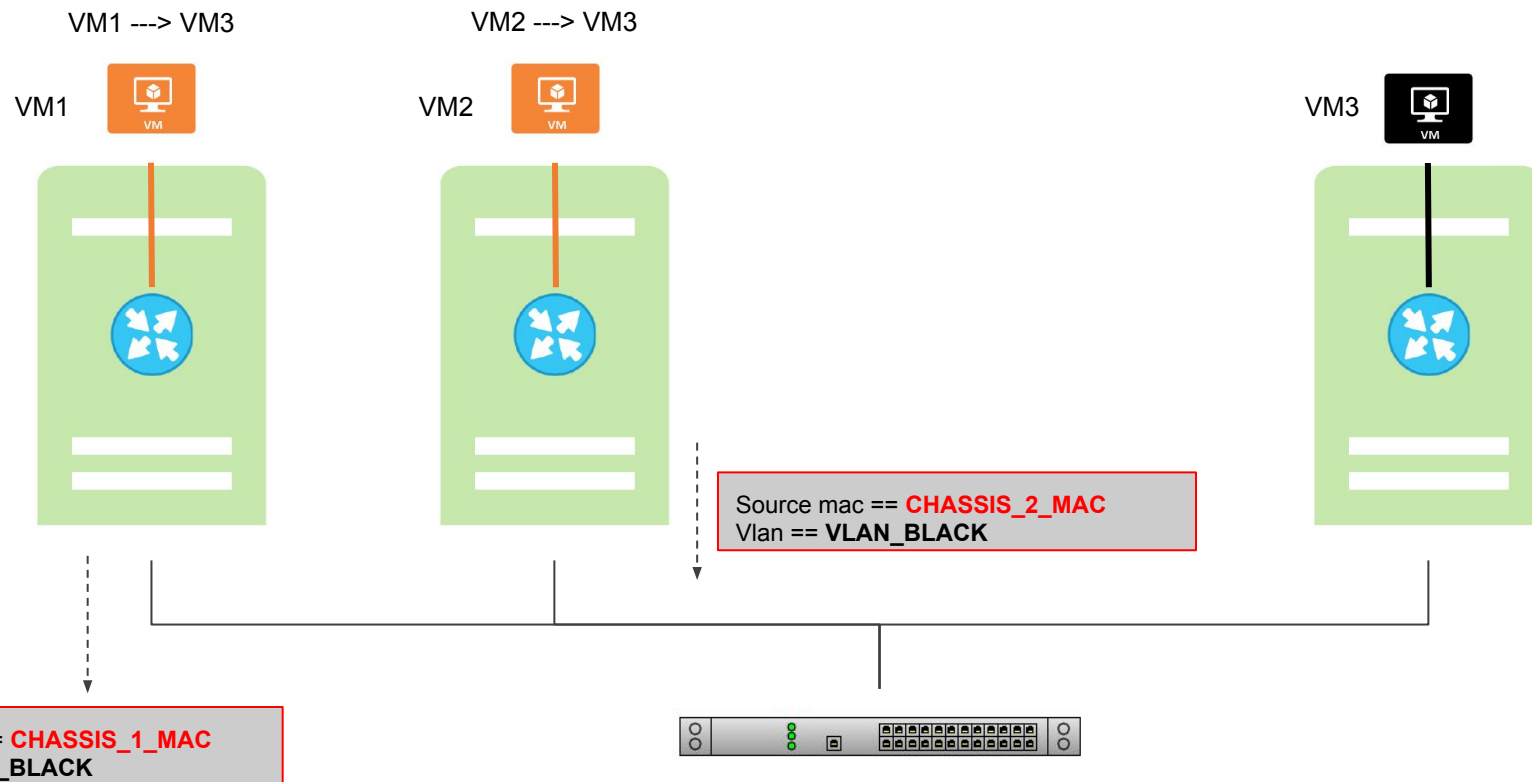 VM1 ---> VM3
VM2 ---> VM3
VM1
VM
VM2
VM
VM3
VM
Source mac == CHASSIS_2_MAC
Vlan == VLAN_BLACK
= CHASSIS_1_MAC
_BLACK